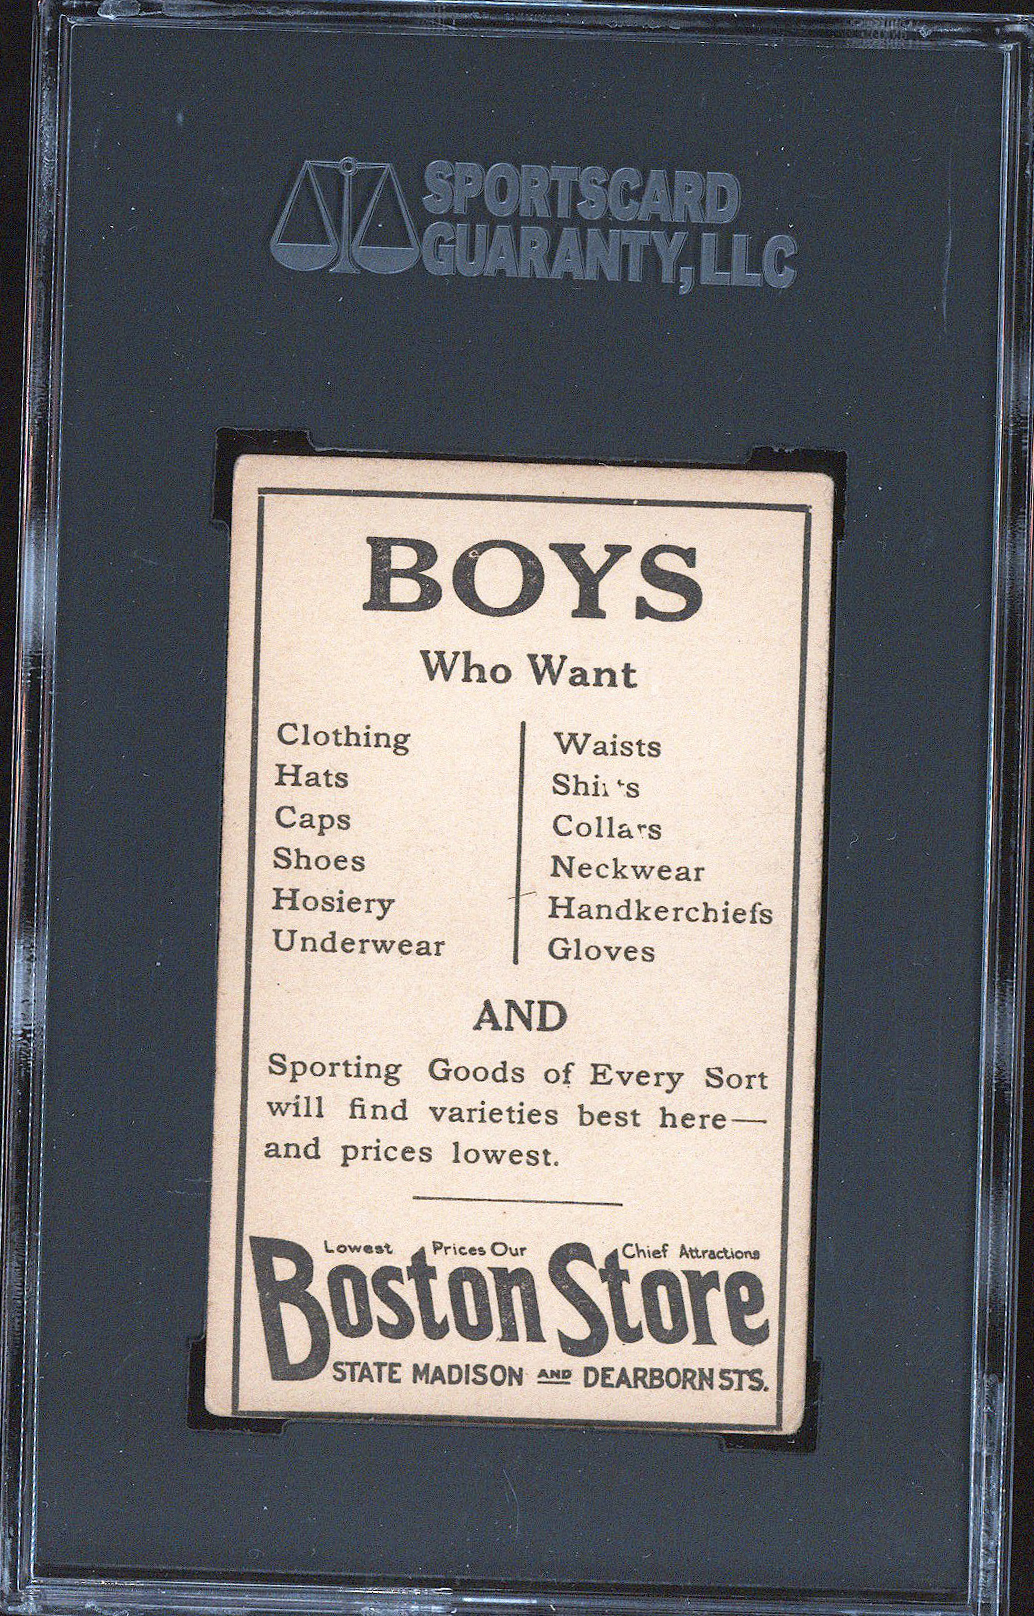 SPORTSCARD
GUARANTY, LLC
BOYS
Who Want
Clothing
Hats
Caps
Shoes
Hosiery
Underwear
Waists
Shirts
Collars
Neckwear
Handkerchiefs
Gloves
AND
Sporting Goods of Every Sort
will find varieties best here—
and prices lowest.
Lowest Prices Our Chief Attractions
Boston Store
STATE MADISON AND DEARBORN STS.